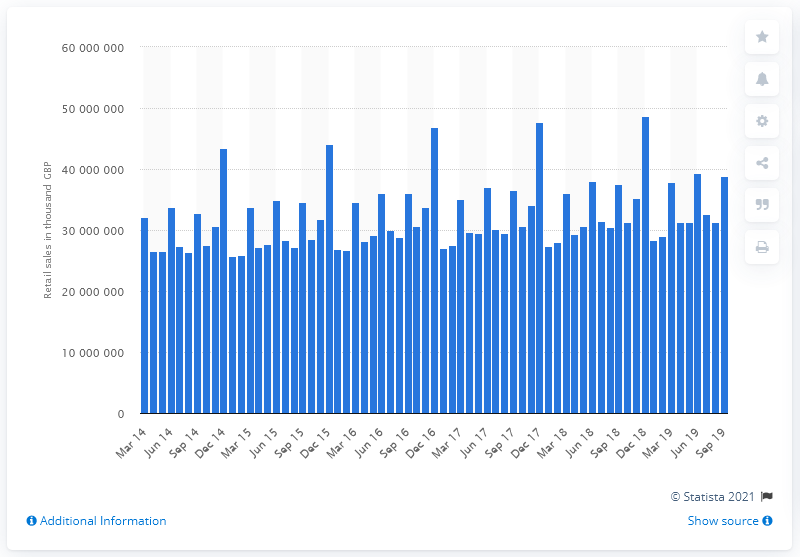 60 000 000
50 000 000
40 000 000
30 000 000
20 000 000
10 000 000
0
Retail sales in thousand GBP
Mar 14
Jun 14
Sep 14
Dec 14
Mar 15
Jun 15
Sep 15
Dec 15
Mar 16
Jun 16
Sep 16
Dec 16
Mar 17
Jun 17
Sep 17
Dec 17
Mar 18
Jun 18
Sep 18
Dec 18
Mar 19
Jun 19
Sep 19
© Statista 2021
Additional Information
Show source